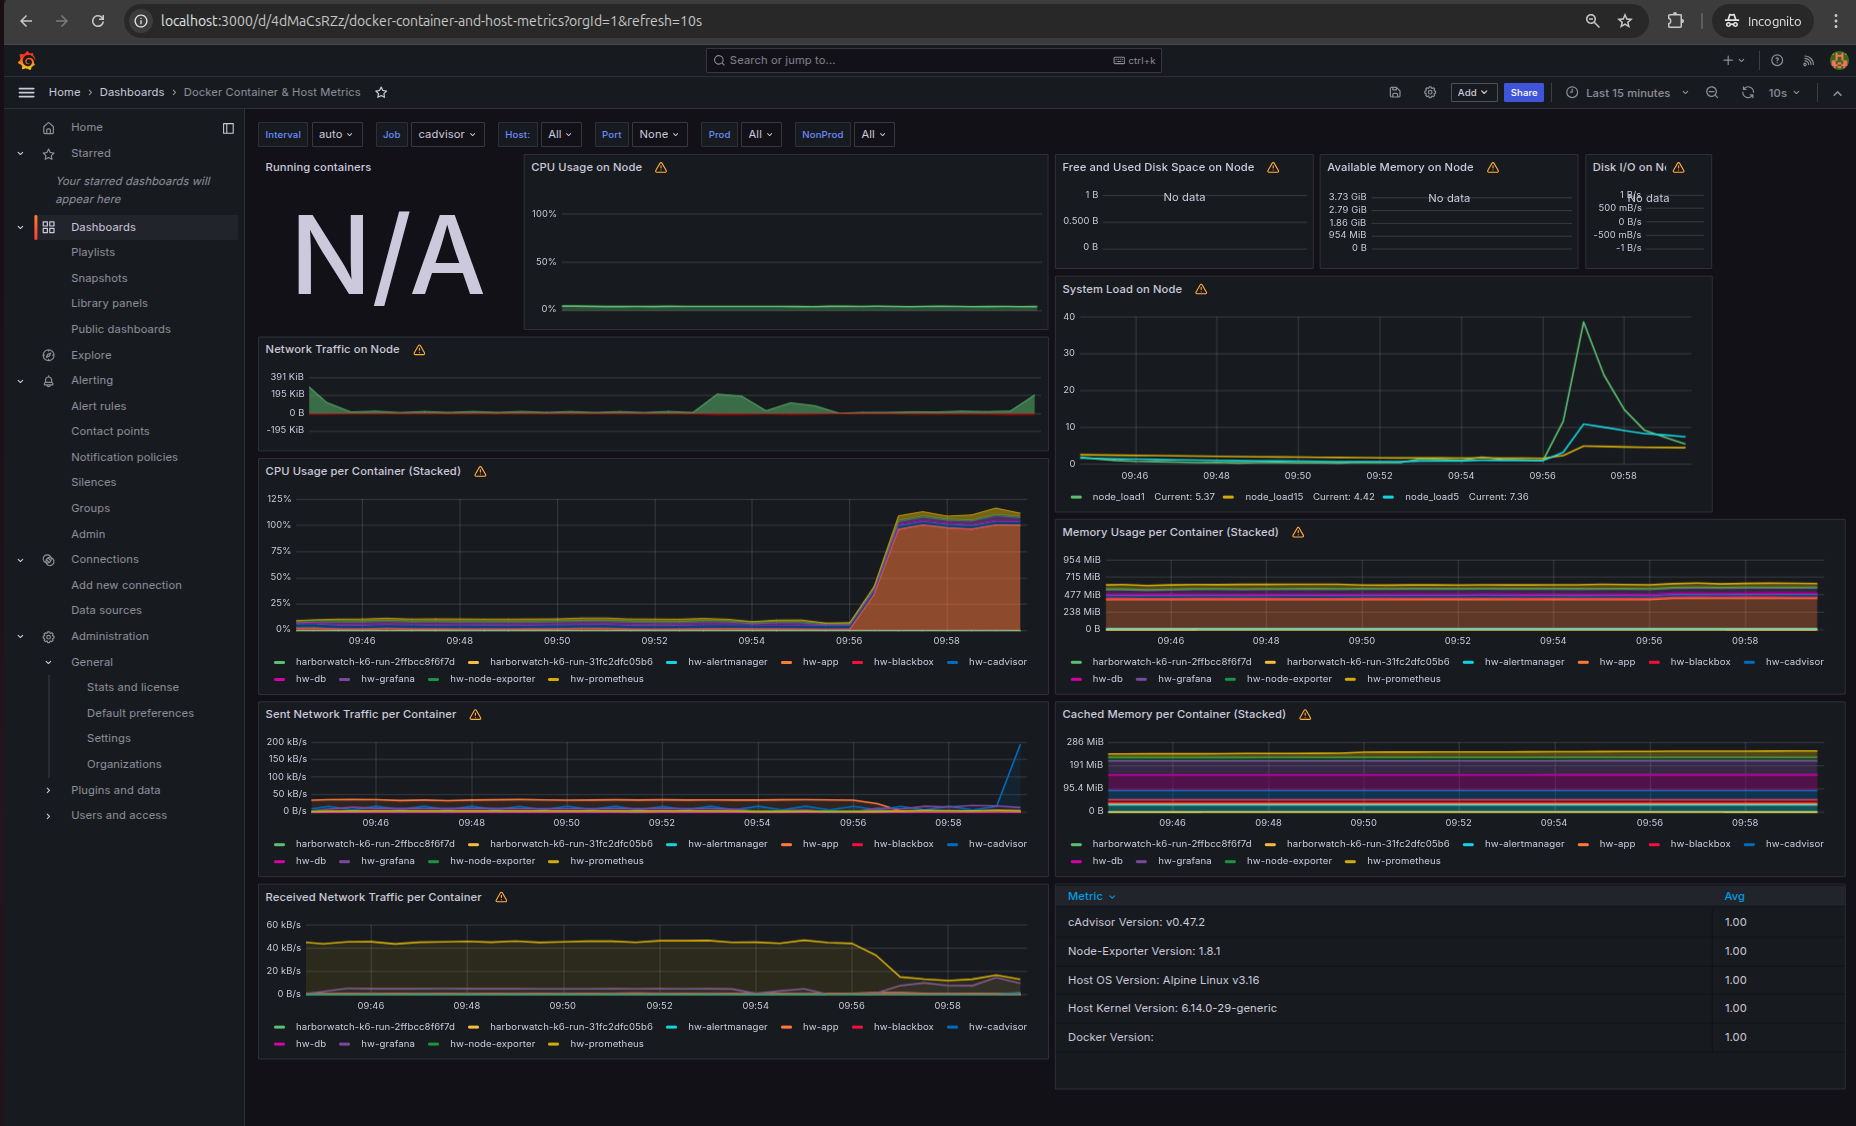 localhost:3000/d/4dMaCsRZz/docker-container-and-host-metrics?orgId=1&refresh=10s
Incognito
Search or jump to...
ctrl+k
Home › Dashboards › Docker Container & Host Metrics
Add
Share
Last 15 minutes
10s
Home
Starred
Your starred dashboards will
appear here
Dashboards
Playlists
Snapshots
Library panels
Public dashboards
Explore
Alerting
Alert rules
Contact points
Notification policies
Silences
Groups
Admin
Connections
Add new connection
Data sources
Administration
General
Stats and license
Default preferences
Settings
Organizations
Plugins and data
Users and access
Interval auto Job cadvisor Host: All Port None Prod All NonProd All
Running containers
N/A
CPU Usage on Node
100%
50%
0%
Free and Used Disk Space on Node
No data
1 B
0.500 B
0 B
Available Memory on Node
No data
3.73 GiB
2.79 GiB
1.86 GiB
954 MiB
0 B
Disk I/O on N
No data
1 B/s
500 mB/s
0 B/s
-500 mB/s
-1 B/s
Network Traffic on Node
391 KiB
195 KiB
0 B
-195 KiB
System Load on Node
40
30
20
10
0
09:46 09:48 09:50 09:52 09:54 09:56 09:58
node_load1 Current: 5.37 node_load15 Current: 4.42 node_load5 Current: 7.36
CPU Usage per Container (Stacked)
125%
100%
75%
50%
25%
0%
09:46 09:48 09:50 09:52 09:54 09:56 09:58
harborwatch-k6-run-2ffbcc8f6f7d harborwatch-k6-run-31fc2dfc05b6 hw-alertmanager hw-app hw-blackbox hw-cadvisor
hw-db hw-grafana hw-node-exporter hw-prometheus
Memory Usage per Container (Stacked)
954 MiB
715 MiB
477 MiB
238 MiB
0 B
09:46 09:48 09:50 09:52 09:54 09:56 09:58
harborwatch-k6-run-2ffbcc8f6f7d harborwatch-k6-run-31fc2dfc05b6 hw-alertmanager hw-app hw-blackbox hw-cadvisor
hw-db hw-grafana hw-node-exporter hw-prometheus
Sent Network Traffic per Container
200 kB/s
150 kB/s
100 kB/s
50 kB/s
0 B/s
09:46 09:48 09:50 09:52 09:54 09:56 09:58
harborwatch-k6-run-2ffbcc8f6f7d harborwatch-k6-run-31fc2dfc05b6 hw-alertmanager hw-app hw-blackbox hw-cadvisor
hw-db hw-grafana hw-node-exporter hw-prometheus
Cached Memory per Container (Stacked)
286 MiB
191 MiB
95.4 MiB
0 B
09:46 09:48 09:50 09:52 09:54 09:56 09:58
harborwatch-k6-run-2ffbcc8f6f7d harborwatch-k6-run-31fc2dfc05b6 hw-alertmanager hw-app hw-blackbox hw-cadvisor
hw-db hw-grafana hw-node-exporter hw-prometheus
Received Network Traffic per Container
60 kB/s
40 kB/s
20 kB/s
0 B/s
09:46 09:48 09:50 09:52 09:54 09:56 09:58
harborwatch-k6-run-2ffbcc8f6f7d harborwatch-k6-run-31fc2dfc05b6 hw-alertmanager hw-app hw-blackbox hw-cadvisor
hw-db hw-grafana hw-node-exporter hw-prometheus
Metric Avg
cAdvisor Version: v0.47.2 1.00
Node-Exporter Version: 1.8.1 1.00
Host OS Version: Alpine Linux v3.16 1.00
Host Kernel Version: 6.14.0-29-generic 1.00
Docker Version: 1.00